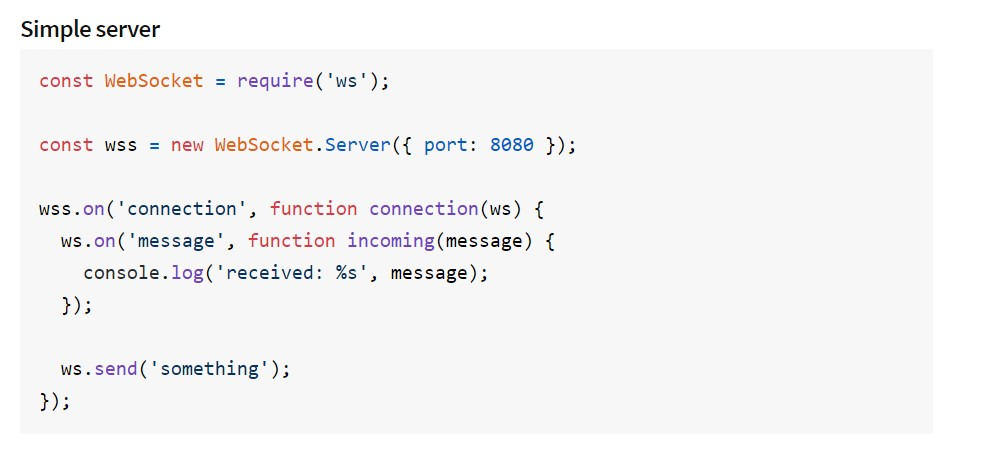 Simple server
const WebSocket = require('ws');
const wss = new WebSocket.Server({ port: 8080 });
wss.on('connection', function connection(ws) {
  ws.on('message', function incoming(message) {
    console.log('received: %s', message);
  });
  ws.send('something');
});